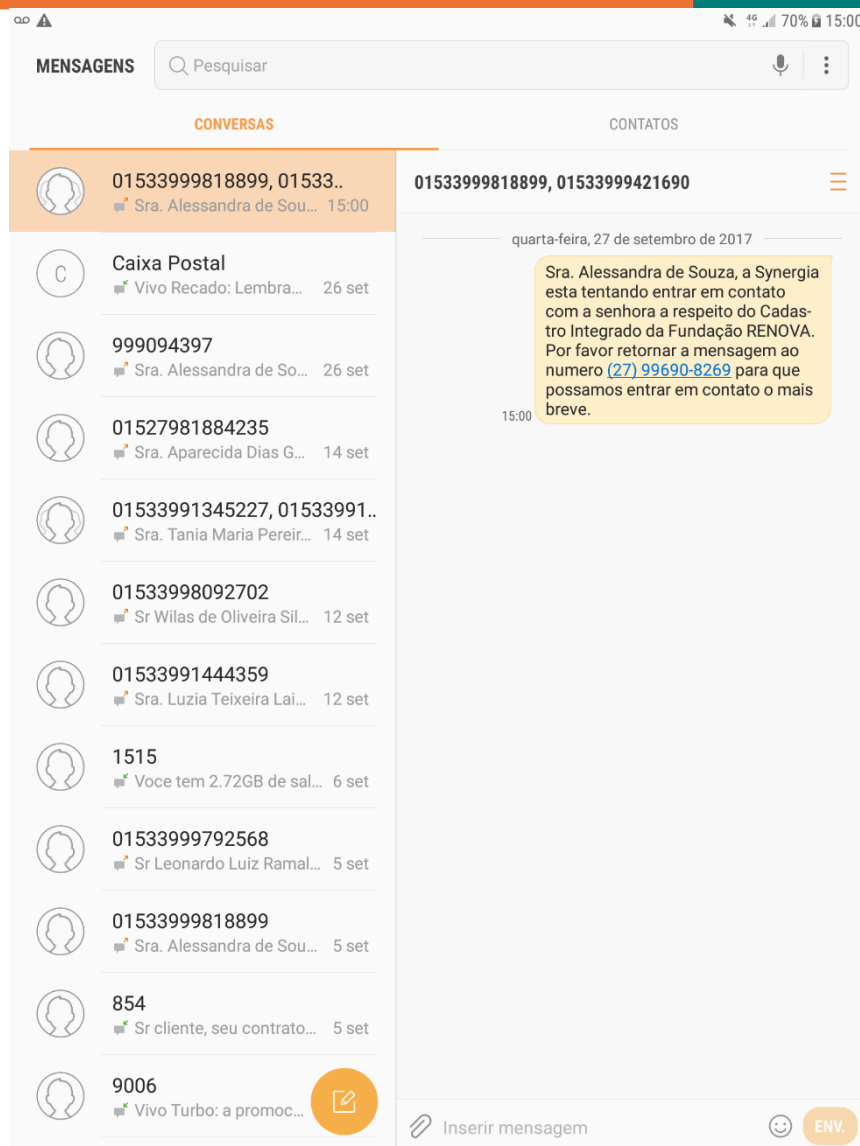 4G 70% 15:00
MENSAGENS
Pesquisar
CONVERSAS
CONTATOS
01533999818899, 01533..
Sra. Alessandra de Sou... 15:00
C
Caixa Postal
Vivo Recado: Lembra... 26 set
999094397
Sra. Alessandra de So... 26 set
01527981884235
Sra. Aparecida Dias G... 14 set
01533991345227, 01533991..
Sra. Tania Maria Pereir... 14 set
01533998092702
Sr Wilas de Oliveira Sil... 12 set
01533991444359
Sra. Luzia Teixeira Lai... 12 set
1515
Voce tem 2.72GB de sal... 6 set
01533999792568
Sr Leonardo Luiz Ramal... 5 set
01533999818899
Sra. Alessandra de Sou... 5 set
854
Sr cliente, seu contrato... 5 set
9006
Vivo Turbo: a promoc...
01533999818899, 01533999421690
quarta-feira, 27 de setembro de 2017
Sra. Alessandra de Souza, a Synergia
esta tentando entrar em contato
com a senhora a respeito do Cadas-
tro Integrado da Fundação RENOVA.
Por favor retornar a mensagem ao
numero (27) 99690-8269 para que
possamos entrar em contato o mais
breve.
15:00
Inserir mensagem
ENV.